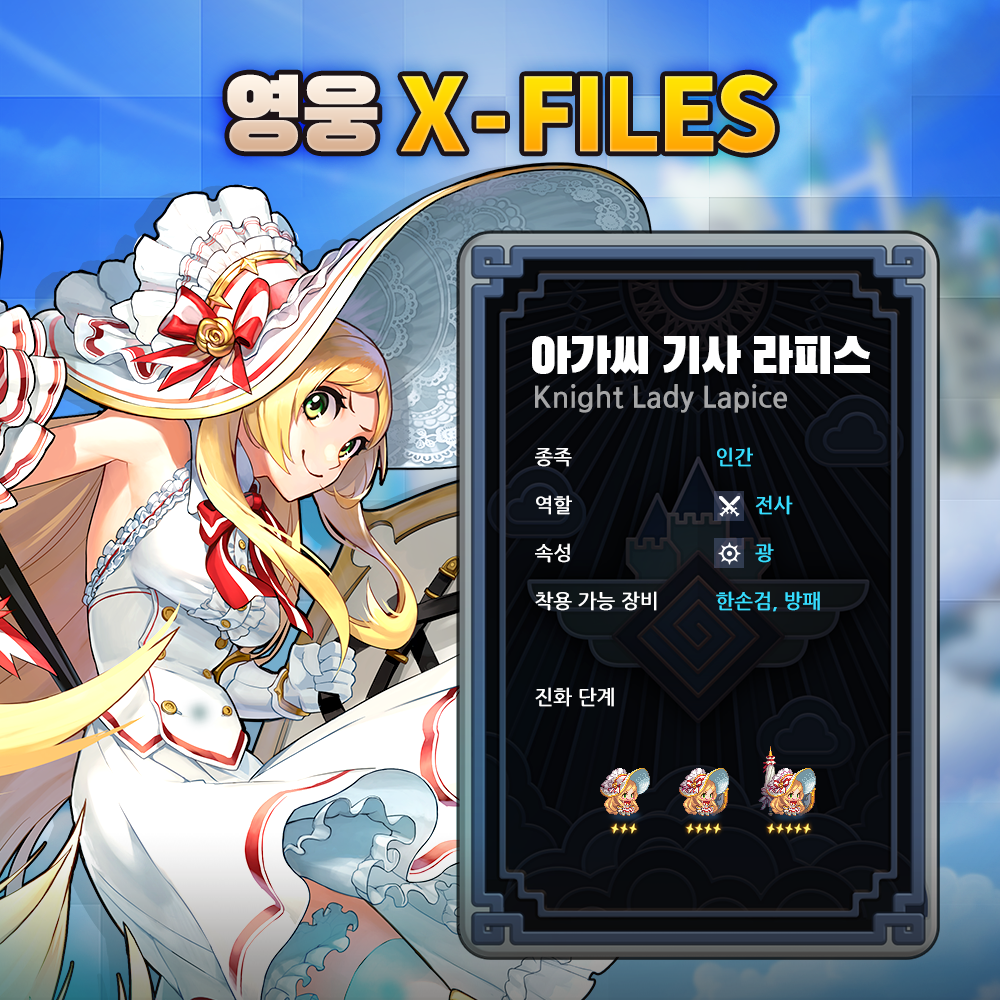 영웅 X-FILES
아가씨 기사 라피스
Knight Lady Lapice
종족 인간
역할 전사
속성 광
착용 가능 장비 한손검, 방패
진화 단계